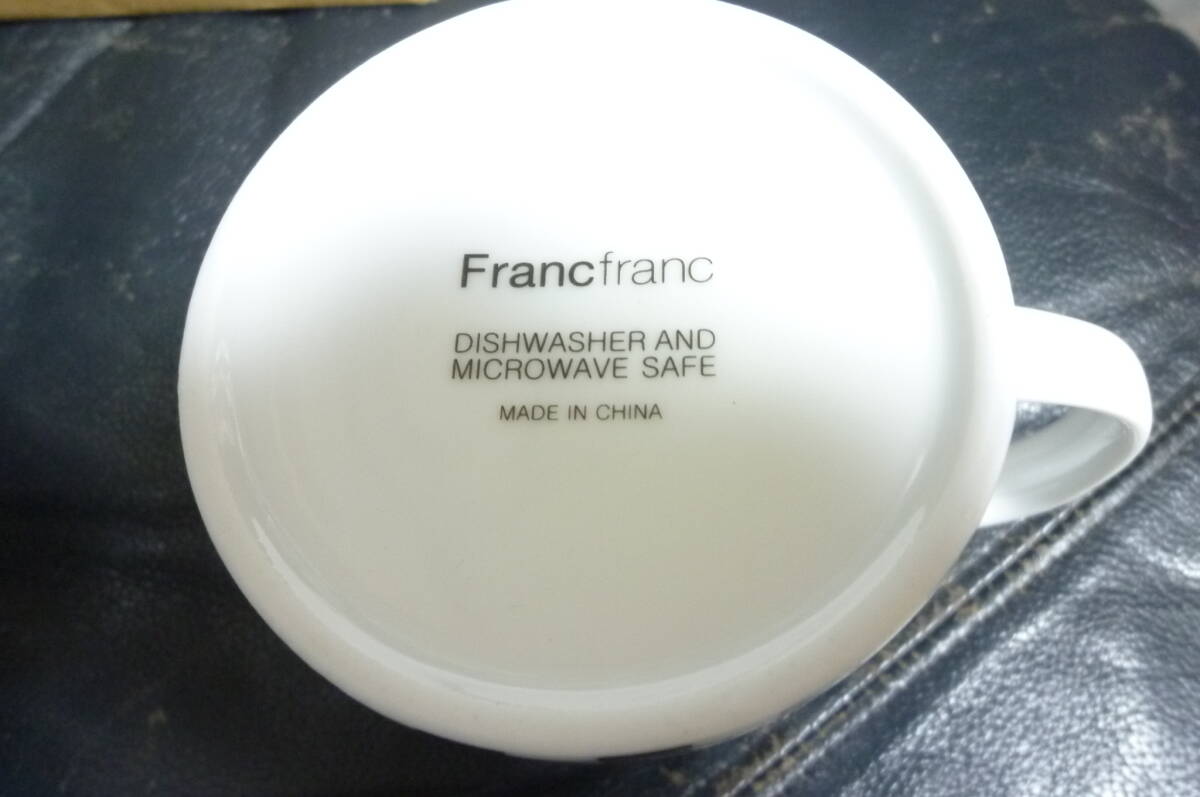 Francfranc
DISHWASHER AND
MICROWAVE SAFE
MADE IN CHINA